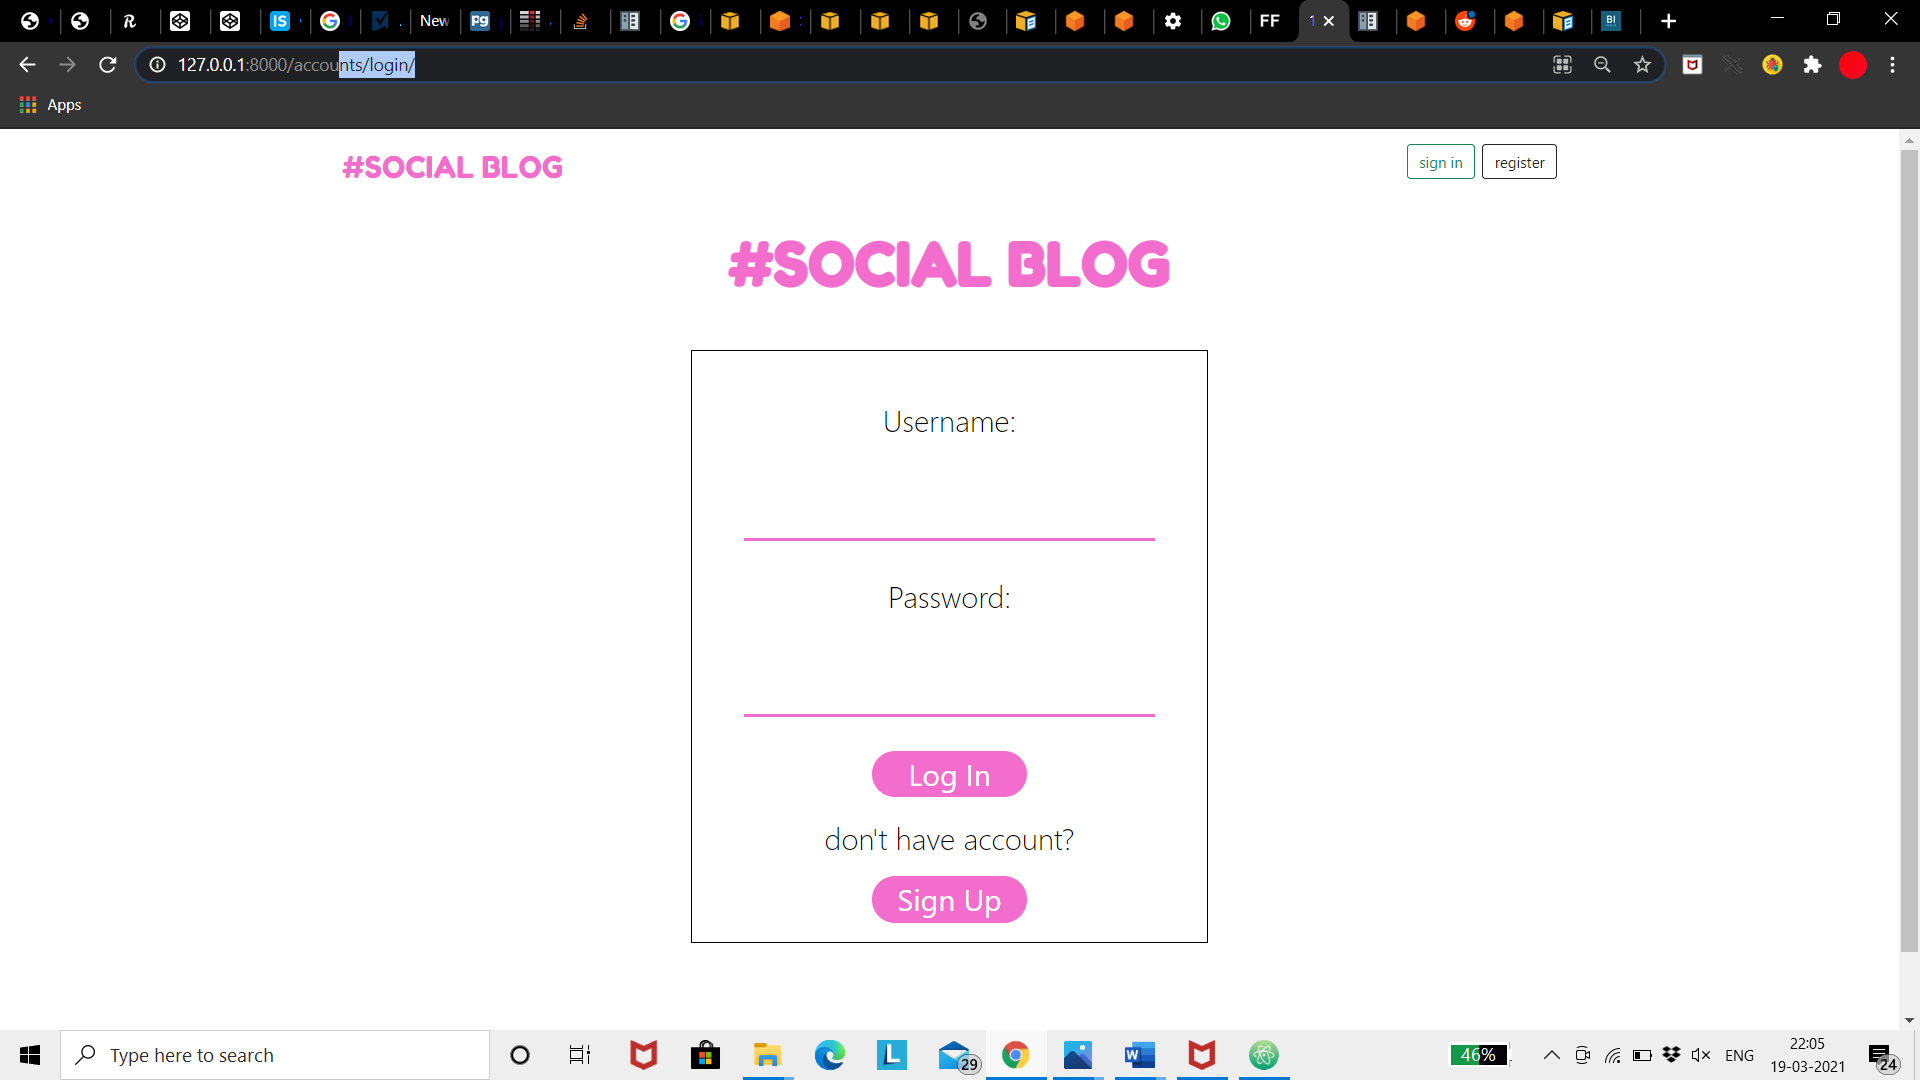 New
FF
127.0.0.1:8000/accounts/login/
Apps
#SOCIAL BLOG
sign in
register
#SOCIAL BLOG
Username:
Password:
Log In
don't have account?
Sign Up
Type here to search
29
46%
ENG
22:05
19-03-2021
24